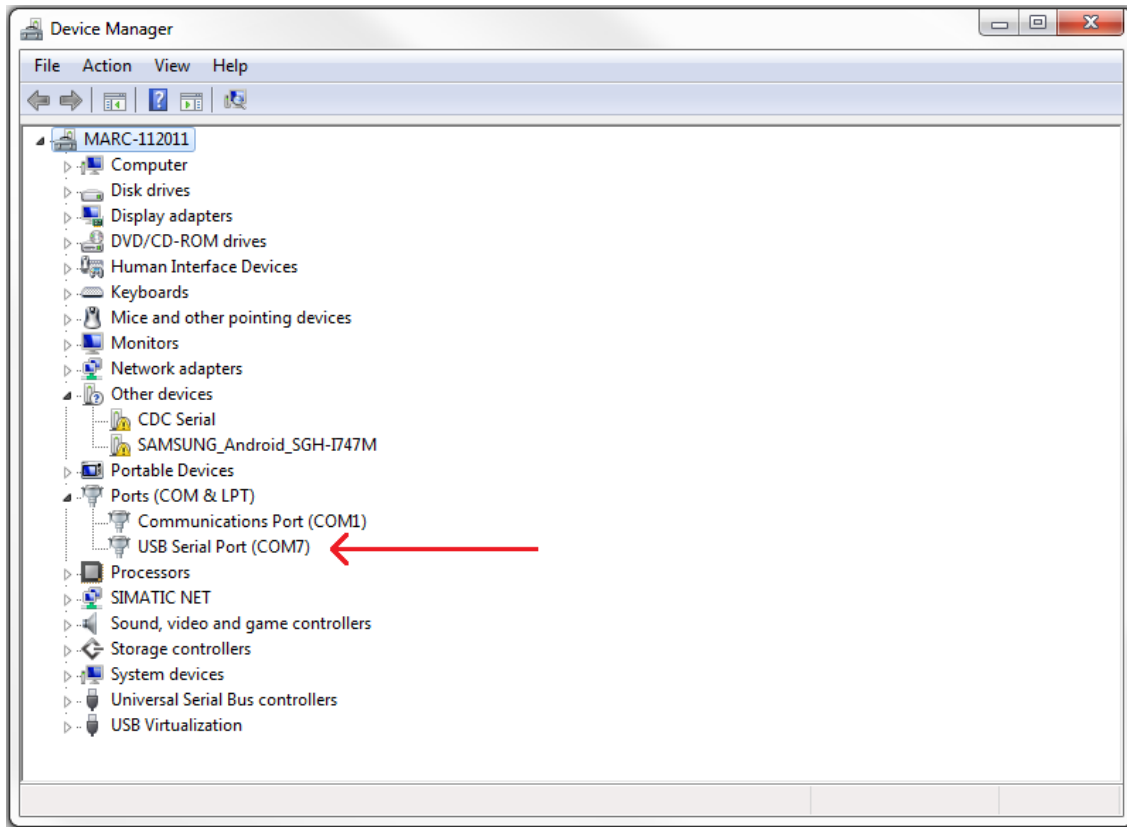 Device Manager
File Action View Help
MARC-112011
Computer
Disk drives
Display adapters
DVD/CD-ROM drives
Human Interface Devices
Keyboards
Mice and other pointing devices
Monitors
Network adapters
Other devices
CDC Serial
SAMSUNG_Android_SGH-I747M
Portable Devices
Ports (COM & LPT)
Communications Port (COM1)
USB Serial Port (COM7)
Processors
SIMATIC NET
Sound, video and game controllers
Storage controllers
System devices
Universal Serial Bus controllers
USB Virtualization